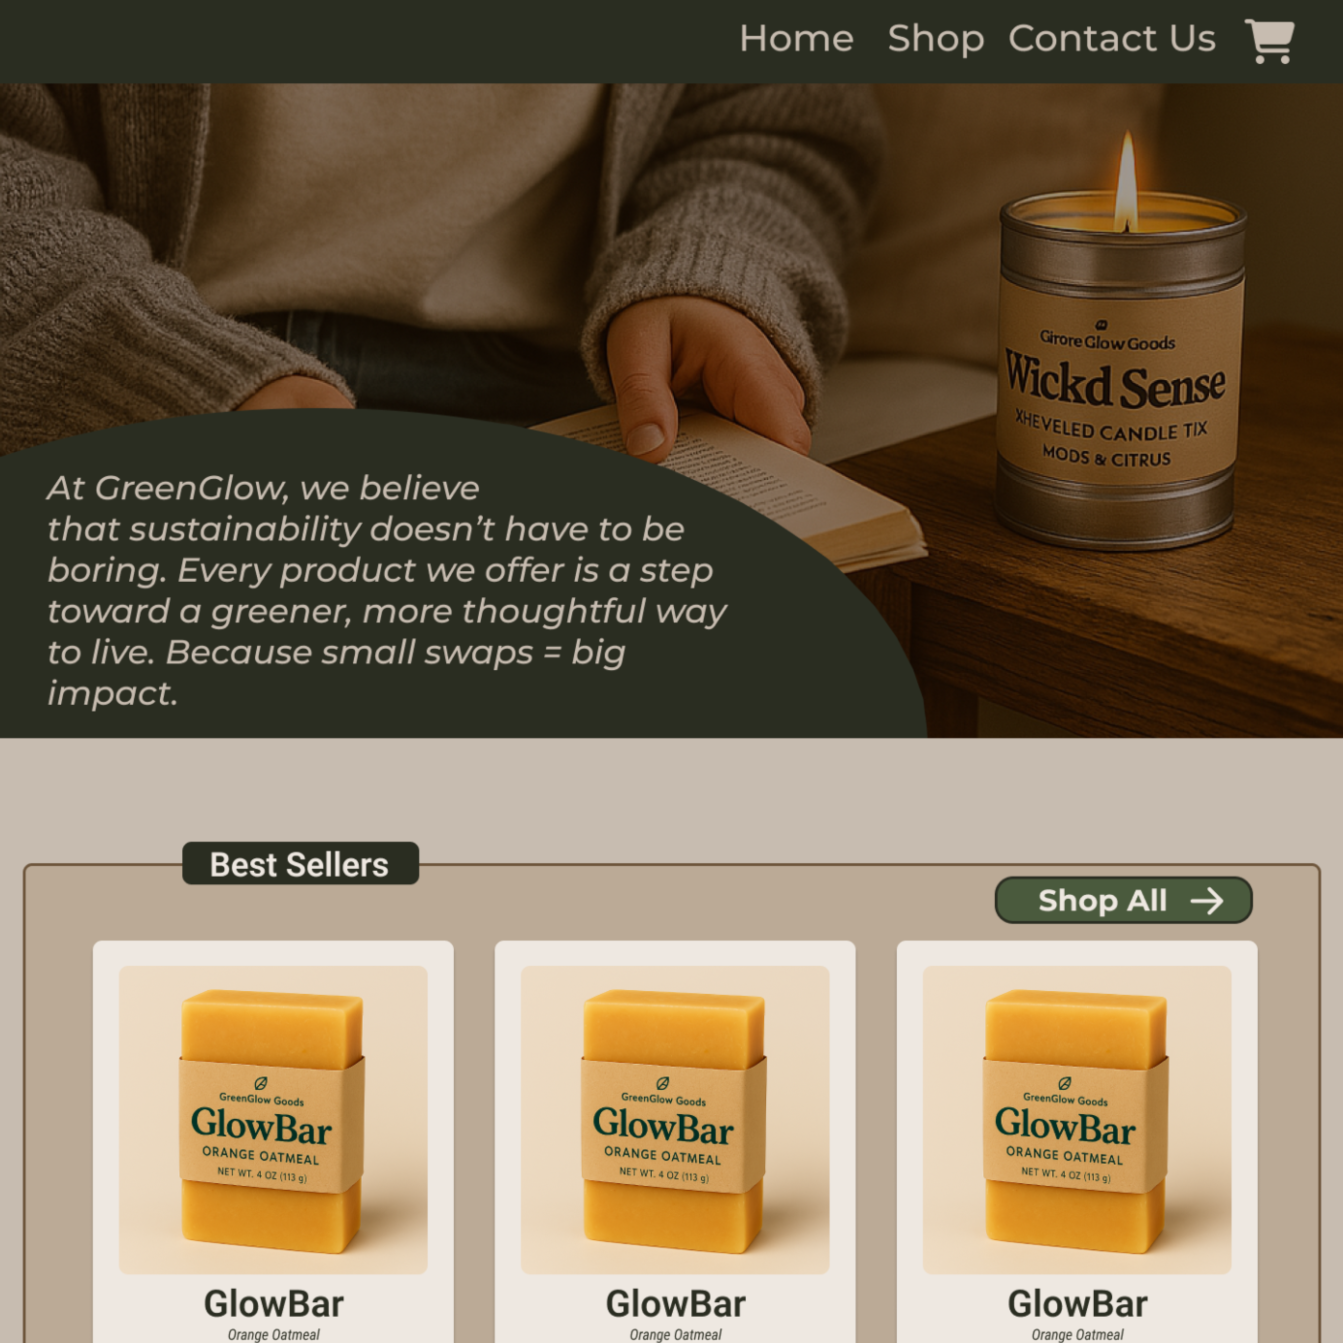 Home Shop Contact Us
Girore Glow Goods
Wickd Sense
XHEVELED CANDLE TIX
MODS & CITRUS
At GreenGlow, we believe
that sustainability doesn’t have to be
boring. Every product we offer is a step
toward a greener, more thoughtful way
to live. Because small swaps = big
impact.
Best Sellers
Shop All
GreenGlow Goods
GlowBar
ORANGE OATMEAL
NET WT. 4 OZ (113 g)
GlowBar
Orange Oatmeal
GreenGlow Goods
GlowBar
ORANGE OATMEAL
NET WT. 4 OZ (113 g)
GlowBar
Orange Oatmeal
GreenGlow Goods
GlowBar
ORANGE OATMEAL
NET WT. 4 OZ (113 g)
GlowBar
Orange Oatmeal